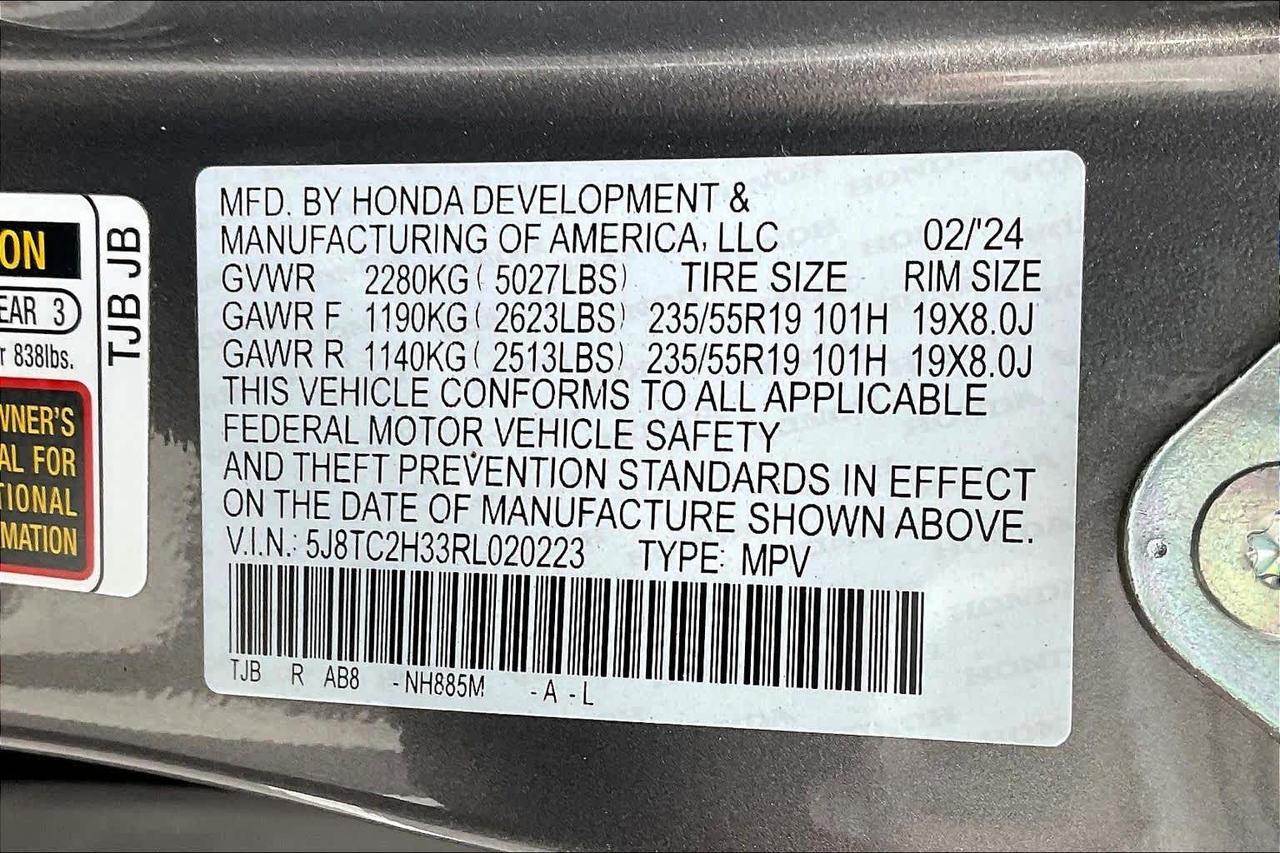 MFD. BY HONDA DEVELOPMENT &
MANUFACTURING OF AMERICA, LLC 02/'24
GVWR 2280KG ( 5027LBS) TIRE SIZE RIM SIZE
GAWR F 1190KG ( 2623LBS) 235/55R19 101H 19X8.0J
GAWR R 1140KG ( 2513LBS) 235/55R19 101H 19X8.0J
THIS VEHICLE CONFORMS TO ALL APPLICABLE
FEDERAL MOTOR VEHICLE SAFETY
AND THEFT PREVENTION STANDARDS IN EFFECT
ON THE DATE OF MANUFACTURE SHOWN ABOVE.
V.I.N.: 5J8TC2H33RL020223 TYPE: MPV
TJB R AB8 -NH885M -A -L
ON
EAR 3
r 838lbs.
WNER'S
AL FOR
TIONAL
MATION
TJB JB